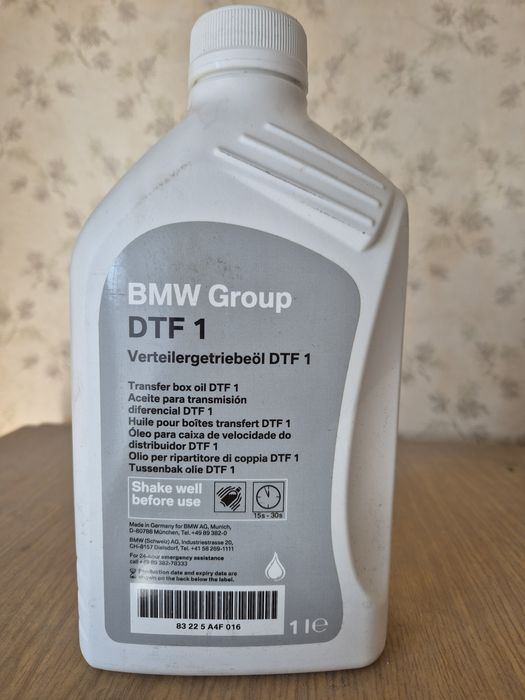 BMW Group
DTF 1
Verteilergetriebeöl DTF 1
Transfer box oil DTF 1
Aceite para transmisión
diferencial DTF 1
Huile pour boîtes transfert DTF 1
Óleo para caixa de velocidade do
distribuidor DTF 1
Olio per ripartitore di coppia DTF 1
Tussenbak olie DTF 1
Shake well
before use
15s - 30s
Made in Germany for BMW AG, Munich,
D-80788 München, Tel. +49 89 382-0
BMW (Schweiz) AG, Industriestrasse 20,
CH-8157 Dielsdorf, Tel. +41 58 269-1111
For 24-hour emergency assistance
call +49 89 382-78333
Production date and expiry date are
shown on the back below the label.
83 22 5 A4F 016
1 l e